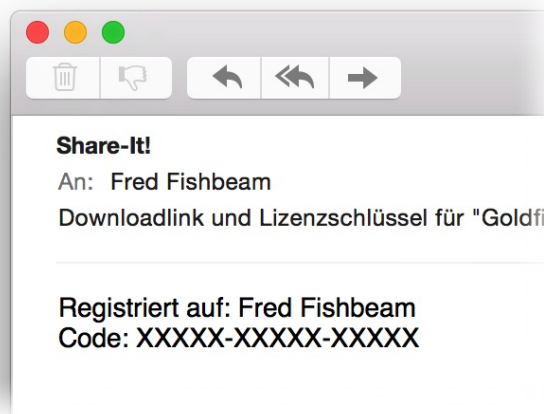 Share-It!
An: Fred Fishbeam
Downloadlink und Lizenzschlüssel für "Goldfi
Registriert auf: Fred Fishbeam
Code: XXXXX-XXXXX-XXXXX